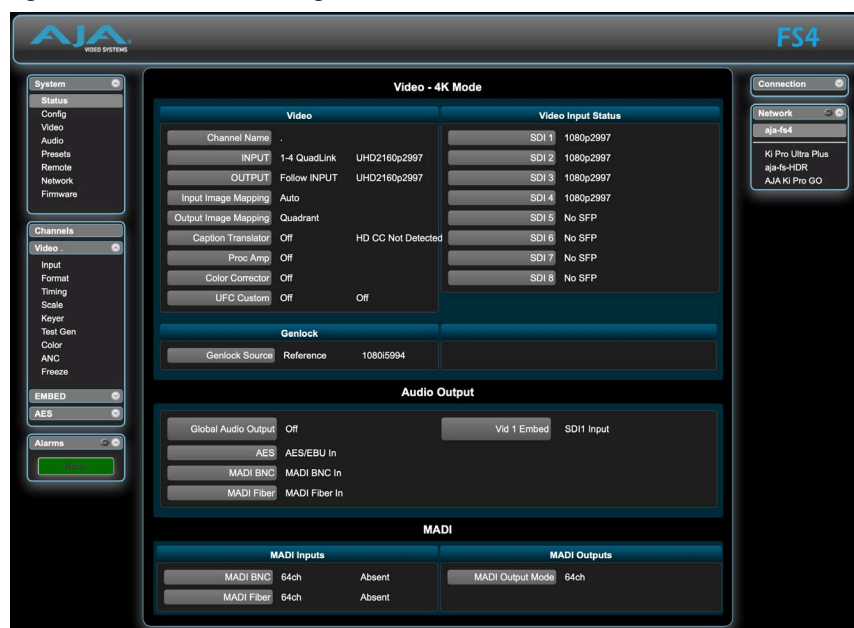 AJA
VIDEO SYSTEMS
FS4
System
Status
Config
Video
Audio
Presets
Remote
Network
Firmware
Channels
Video .
Input
Format
Timing
Scale
Keyer
Test Gen
Color
ANC
Freeze
EMBED
AES
Alarms
None
Video - 4K Mode
Video
Channel Name .
INPUT 1-4 QuadLink UHD2160p2997
OUTPUT Follow INPUT UHD2160p2997
Input Image Mapping Auto
Output Image Mapping Quadrant
Caption Translator Off HD CC Not Detected
Proc Amp Off
Color Corrector Off
UFC Custom Off Off
Video Input Status
SDI 1 1080p2997
SDI 2 1080p2997
SDI 3 1080p2997
SDI 4 1080p2997
SDI 5 No SFP
SDI 6 No SFP
SDI 7 No SFP
SDI 8 No SFP
Genlock
Genlock Source Reference 1080i5994
Audio Output
Global Audio Output Off
AES AES/EBU In
MADI BNC MADI BNC In
MADI Fiber MADI Fiber In
Vid 1 Embed SDI1 Input
MADI
MADI Inputs
MADI BNC 64ch Absent
MADI Fiber 64ch Absent
MADI Outputs
MADI Output Mode 64ch
Connection
Network
aja-fs4
Ki Pro Ultra Plus
aja-fs-HDR
AJA Ki Pro GO